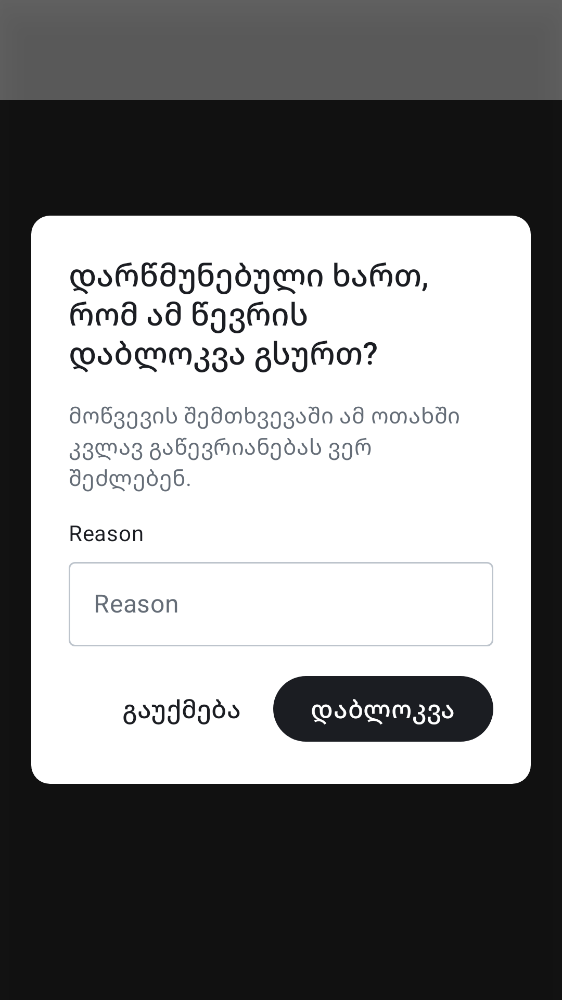 დარწმუნებული ხართ,
რომ ამ წევრის
დაბლოკვა გსურთ?
მოწვევის შემთხვევაში ამ ოთახში
კვლავ გაწევრიანებას ვერ
შეძლებენ.
Reason
Reason
გაუქმება
დაბლოკვა